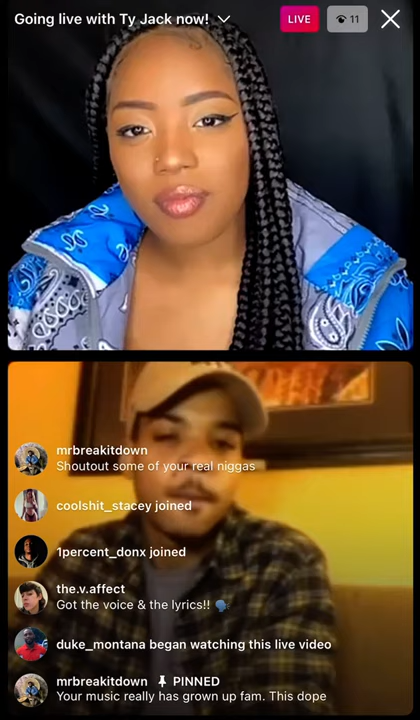 Going live with Ty Jack now!
LIVE
11
mrbreakitdown
Shoutout some of your real niggas
coolshit_stacey joined
1percent_donx joined
the.v.affect
Got the voice & the lyrics!! 🗣
duke_montana began watching this live video
mrbreakitdown 📌 PINNED
Your music really has grown up fam. This dope